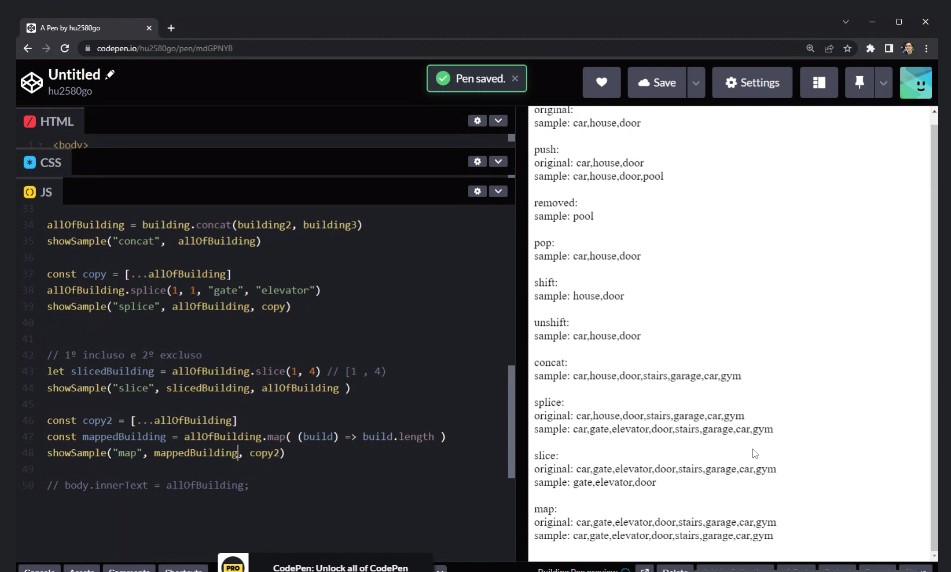 A Pen by hu2580go
codepen.io/hu2580go/pen/mdGPNYB
Untitled
hu2580go
Pen saved.
Save
Settings
HTML
1
<body>
CSS
JS
33
34 allOfBuilding = building.concat(building2, building3)
35 showSample("concat", allOfBuilding)
36
37 const copy = [...allOfBuilding]
38 allOfBuilding.splice(1, 1, "gate", "elevator")
39 showSample("splice", allOfBuilding, copy)
40
41
42 // 1º incluso e 2º excluso
43 let slicedBuilding = allOfBuilding.slice(1, 4) // [1 , 4)
44 showSample("slice", slicedBuilding, allOfBuilding )
45
46 const copy2 = [...allOfBuilding]
47 const mappedBuilding = allOfBuilding.map( (build) => build.length )
48 showSample("map", mappedBuilding, copy2)
49
50 // body.innerText = allOfBuilding;
original:
sample: car,house,door
push:
original: car,house,door
sample: car,house,door,pool
removed:
sample: pool
pop:
sample: car,house,door
shift:
sample: house,door
unshift:
sample: car,house,door
concat:
sample: car,house,door,stairs,garage,car,gym
splice:
original: car,house,door,stairs,garage,car,gym
sample: car,gate,elevator,door,stairs,garage,car,gym
slice:
original: car,gate,elevator,door,stairs,garage,car,gym
sample: gate,elevator,door
map:
original: car,gate,elevator,door,stairs,garage,car,gym
sample: car,gate,elevator,door,stairs,garage,car,gym
Console
Assets
Comments
Shortcuts
PRO
CodePen: Unlock all of CodePen
Delete